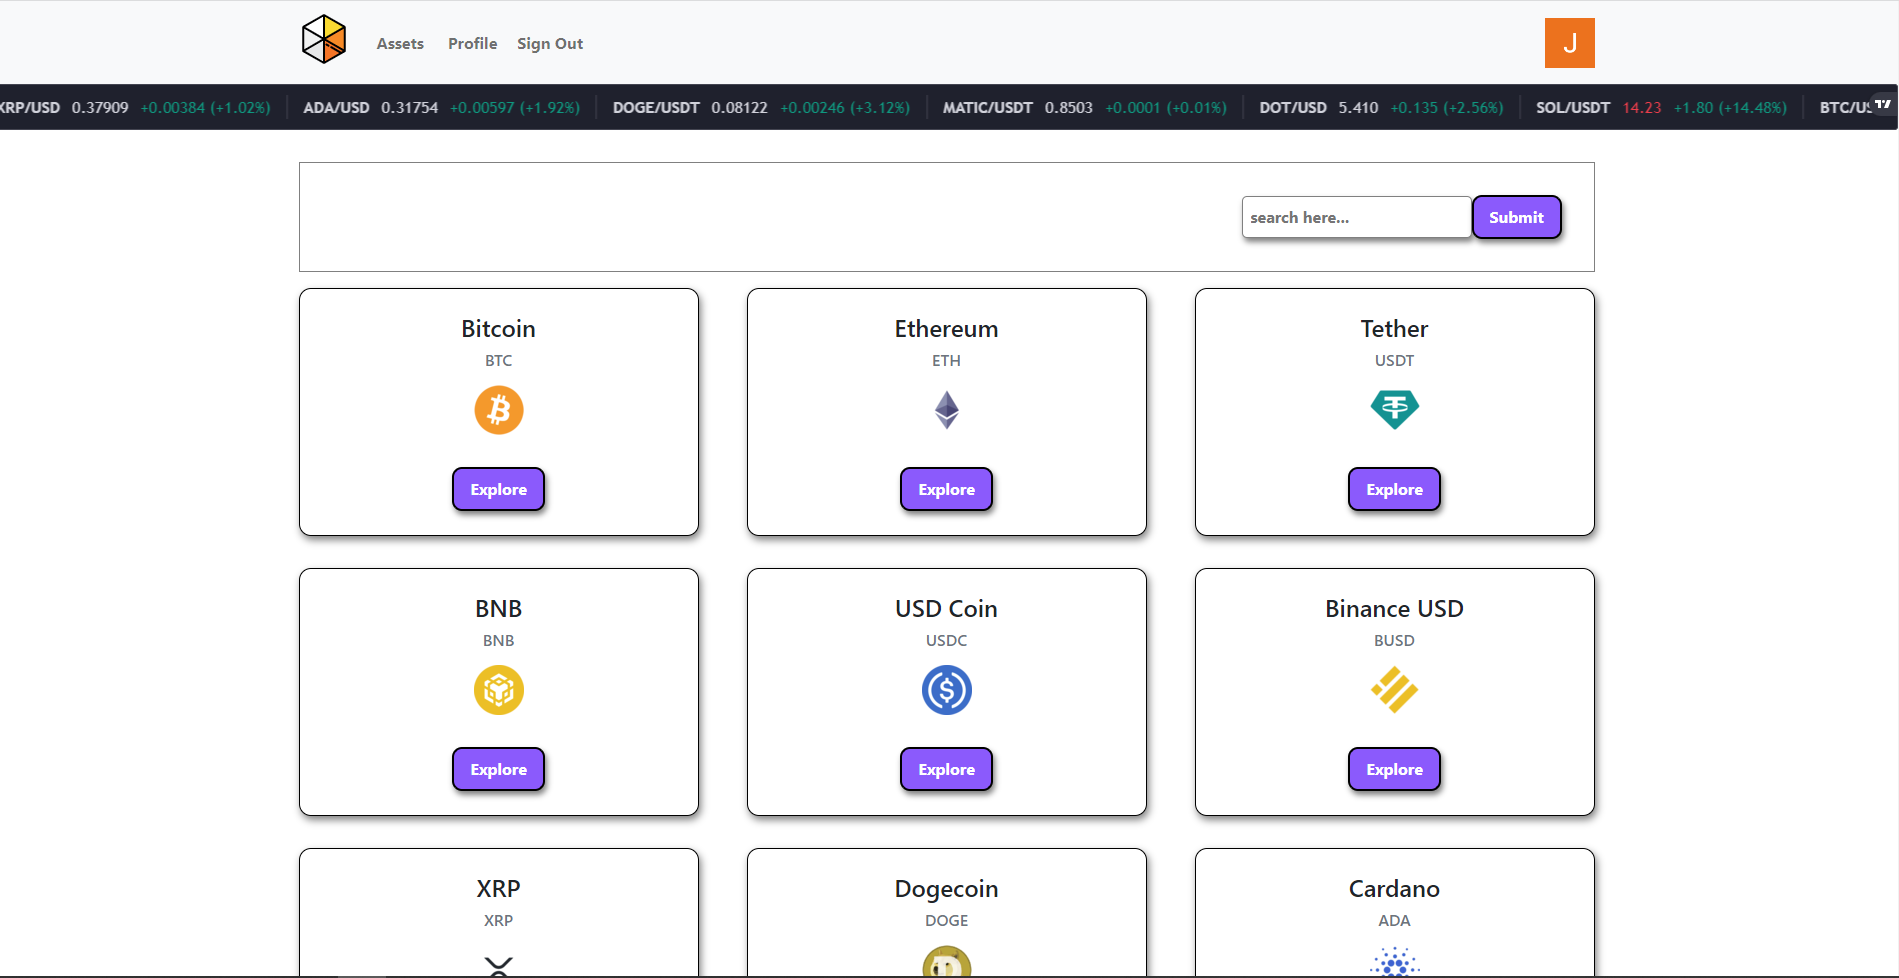 Assets Profile Sign Out J
XRP/USD 0.37909 +0.00384 (+1.02%) ADA/USD 0.31754 +0.00597 (+1.92%) DOGE/USDT 0.08122 +0.00246 (+3.12%) MATIC/USDT 0.8503 +0.0001 (+0.01%) DOT/USD 5.410 +0.135 (+2.56%) SOL/USDT 14.23 +1.80 (+14.48%) BTC/US
search here... Submit
Bitcoin Ethereum Tether
BTC ETH USDT
Explore Explore Explore
BNB USD Coin Binance USD
BNB USDC BUSD
Explore Explore Explore
XRP Dogecoin Cardano
XRP DOGE ADA